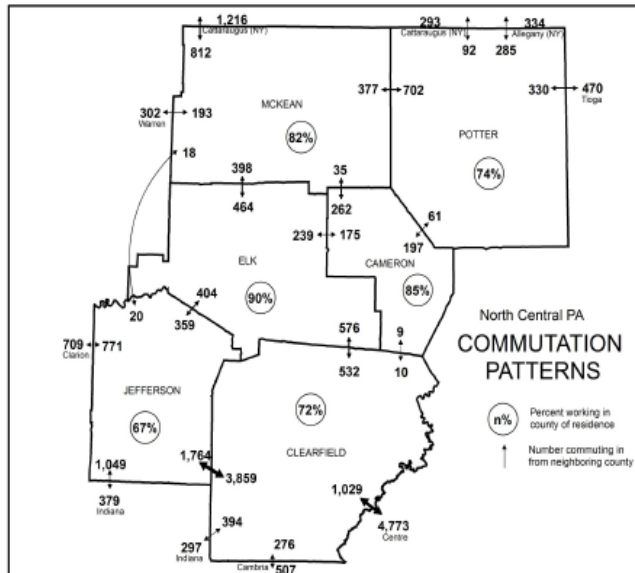 1,216
293
334
Cattaraugus (NY)
Cattaraugus (NY)
Allegany (NY)
812
92
285
377
702
330
470
Tioga
302
193
Warren
MCKEAN
82%
POTTER
18
74%
398
35
464
262
61
239
175
197
ELK
CAMERON
404
90%
85%
20
359
576
9
North Central PA
709
771
Clarion
532
10
COMMUTATION
PATTERNS
JEFFERSON
72%
67%
n%
Percent working in
county of residence
CLEARFIELD
1,764
3,859
1,049
1,029
Number commuting in
from neighboring county
379
Indiana
394
4,773
Centre
297
Indiana
276
Cambria
507